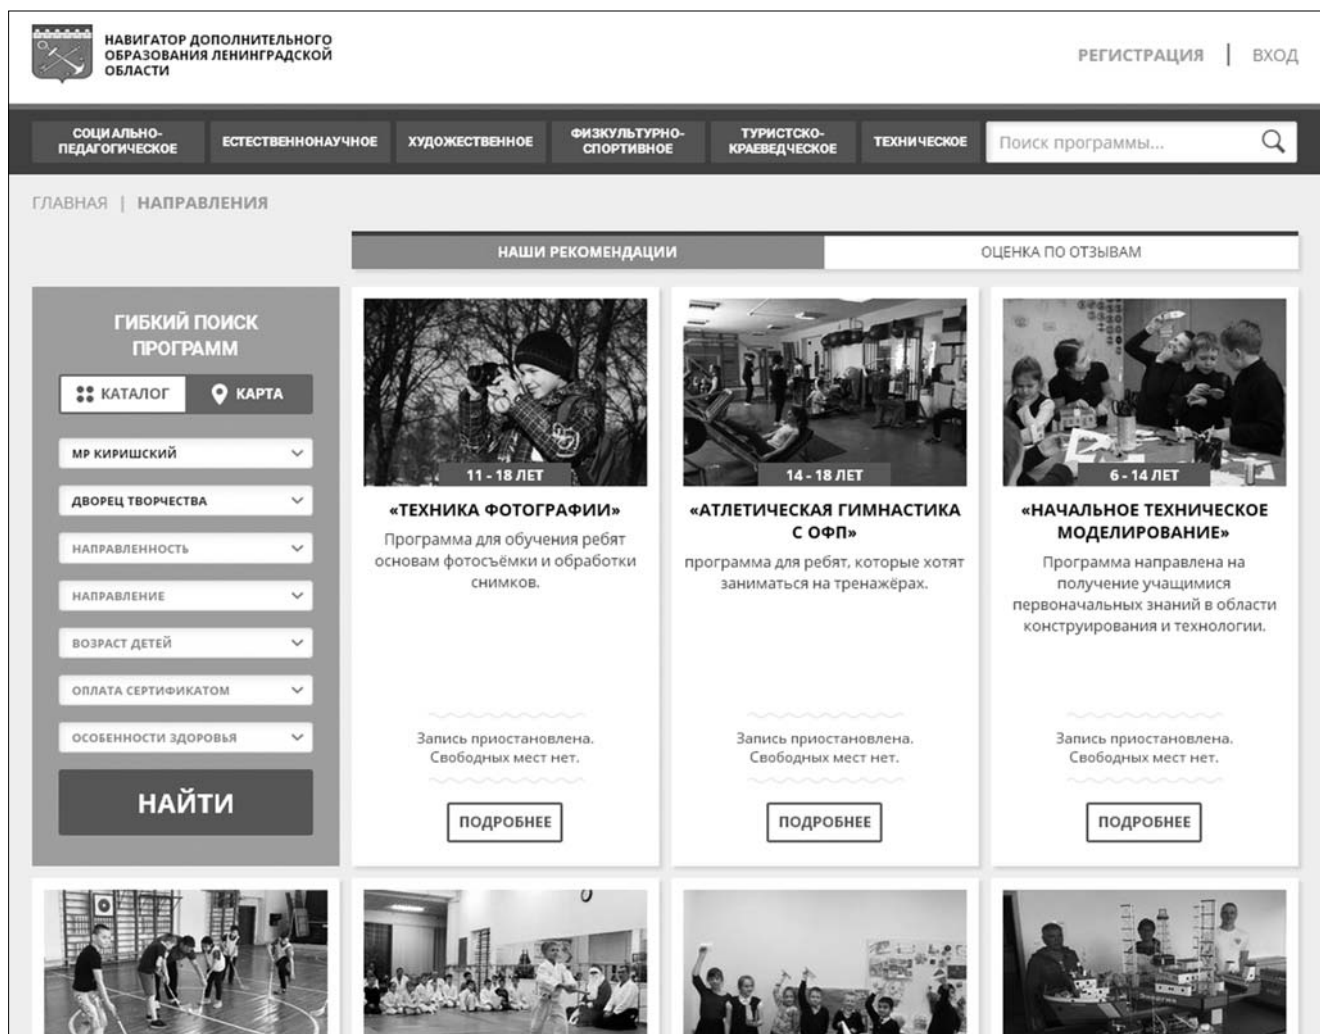 НАВИГАТОР ДОПОЛНИТЕЛЬНОГО
ОБРАЗОВАНИЯ ЛЕНИНГРАДСКОЙ
ОБЛАСТИ
РЕГИСТРАЦИЯ | ВХОД
СОЦИАЛЬНО-
ПЕДАГОГИЧЕСКОЕ
ЕСТЕСТВЕННОНАУЧНОЕ
ХУДОЖЕСТВЕННОЕ
ФИЗКУЛЬТУРНО-
СПОРТИВНОЕ
ТУРИСТСКО-
КРАЕВЕДЧЕСКОЕ
ТЕХНИЧЕСКОЕ
Поиск программы...
ГЛАВНАЯ | НАПРАВЛЕНИЯ
НАШИ РЕКОМЕНДАЦИИ
ОЦЕНКА ПО ОТЗЫВАМ
ГИБКИЙ ПОИСК
ПРОГРАММ
КАТАЛОГ
КАРТА
МР КИРИШСКИЙ
ДВОРЕЦ ТВОРЧЕСТВА
НАПРАВЛЕННОСТЬ
НАПРАВЛЕНИЕ
ВОЗРАСТ ДЕТЕЙ
ОПЛАТА СЕРТИФИКАТОМ
ОСОБЕННОСТИ ЗДОРОВЬЯ
НАЙТИ
11 - 18 ЛЕТ
«ТЕХНИКА ФОТОГРАФИИ»
Программа для обучения ребят
основам фотосъёмки и обработки
снимков.
Запись приостановлена.
Свободных мест нет.
ПОДРОБНЕЕ
14 - 18 ЛЕТ
«АТЛЕТИЧЕСКАЯ ГИМНАСТИКА
С ОФП»
программа для ребят, которые хотят
заниматься на тренажёрах.
Запись приостановлена.
Свободных мест нет.
ПОДРОБНЕЕ
6 - 14 ЛЕТ
«НАЧАЛЬНОЕ ТЕХНИЧЕСКОЕ
МОДЕЛИРОВАНИЕ»
Программа направлена на
получение учащимися
первоначальных знаний в области
конструирования и технологии.
Запись приостановлена.
Свободных мест нет.
ПОДРОБНЕЕ